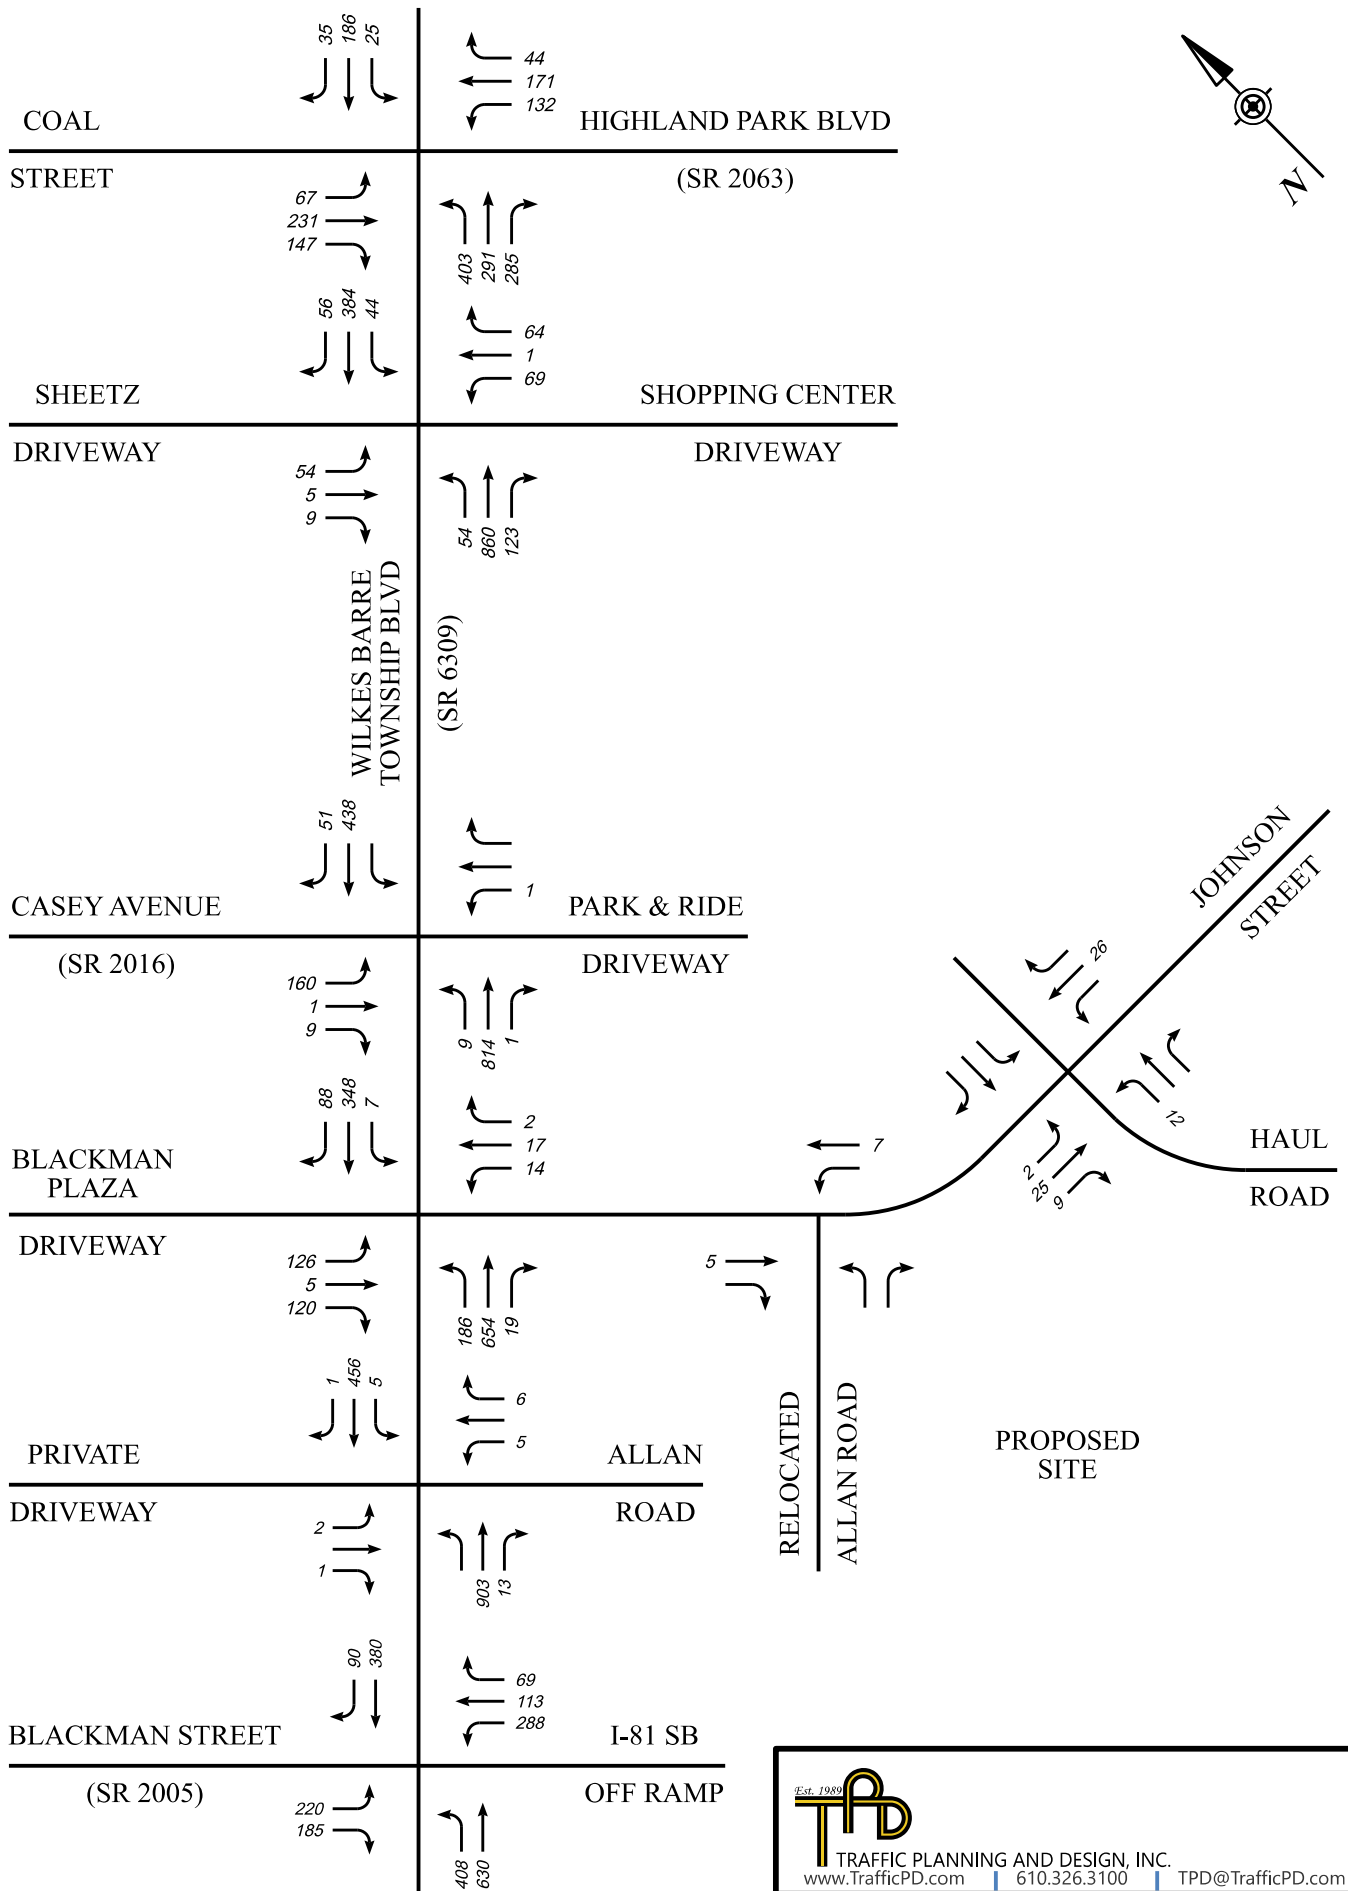 35
186
25
44
171
132
COAL
HIGHLAND PARK BLVD
STREET
(SR 2063)
67
231
147
403
291
285
N
56
384
44
64
1
69
SHEETZ
SHOPPING CENTER
DRIVEWAY
DRIVEWAY
54
5
9
54
860
123
WILKES BARRE
TOWNSHIP BLVD
(SR 6309)
51
438
1
CASEY AVENUE
PARK & RIDE
(SR 2016)
DRIVEWAY
160
1
9
9
814
1
JOHNSON
STREET
26
12
2
25
9
HAUL
ROAD
88
348
7
2
17
14
7
BLACKMAN
PLAZA
DRIVEWAY
126
5
120
186
654
19
5
RELOCATED
ALLAN ROAD
PROPOSED
SITE
1
456
5
6
5
PRIVATE
ALLAN
DRIVEWAY
ROAD
2
1
903
13
90
380
69
113
288
BLACKMAN STREET
I-81 SB
(SR 2005)
OFF RAMP
220
185
408
630
Est. 1989
TPD
TRAFFIC PLANNING AND DESIGN, INC.
www.TrafficPD.com | 610.326.3100 | TPD@TrafficPD.com